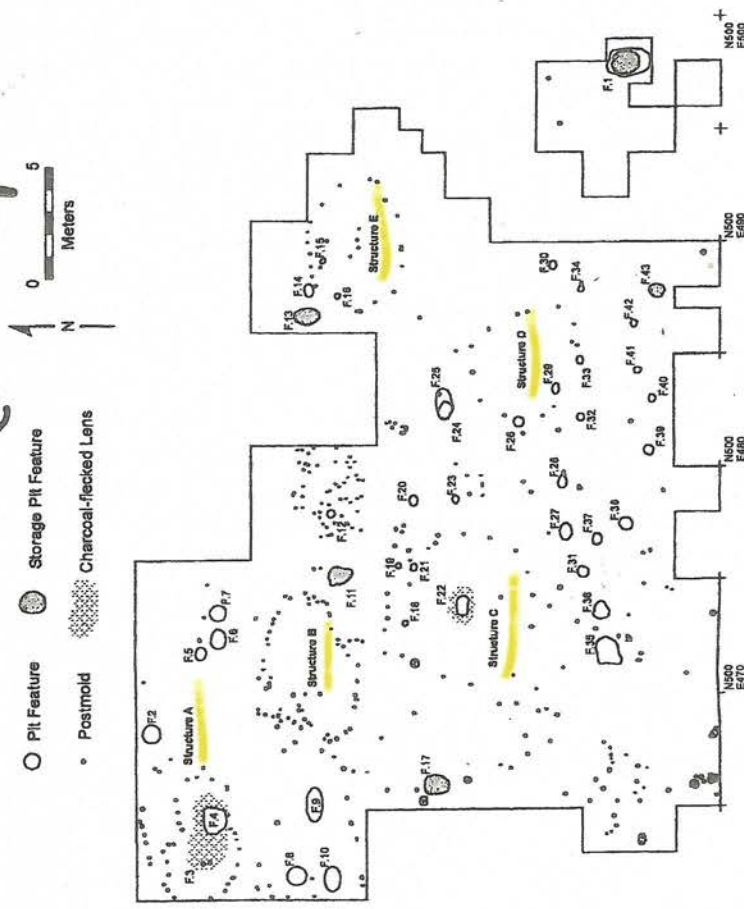 Pit Feature
Storage Pit Feature
Postmold
Charcoal-flecked Lens
N
0 5
Meters
F.2
F.5
F.7
F.6
Structure A
F.3
F.4
F.8
F.9
F.10
Structure B
F.11
F.12
F.13
F.14
F.15
F.16
Structure E
F.17
F.18
F.19
F.21
F.20
F.22
F.23
F.24
F.25
Structure C
Structure D
F.26
F.29
F.30
F.34
F.27
F.28
F.31
F.37
F.32
F.33
F.35
F.36
F.38
F.39
F.40
F.41
F.42
F.43
F.1
N500
E470
N500
E480
N500
E490
N500
E500